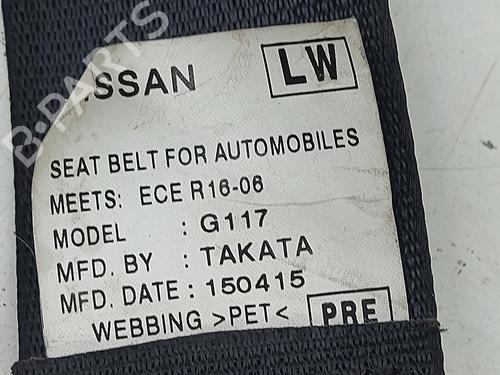 B-PARTS
ISSAN LW
SEAT BELT FOR AUTOMOBILES
MEETS: ECE R16-06
MODEL : G117
MFD. BY : TAKATA
MFD. DATE : 150415
WEBBING >PET< PRE